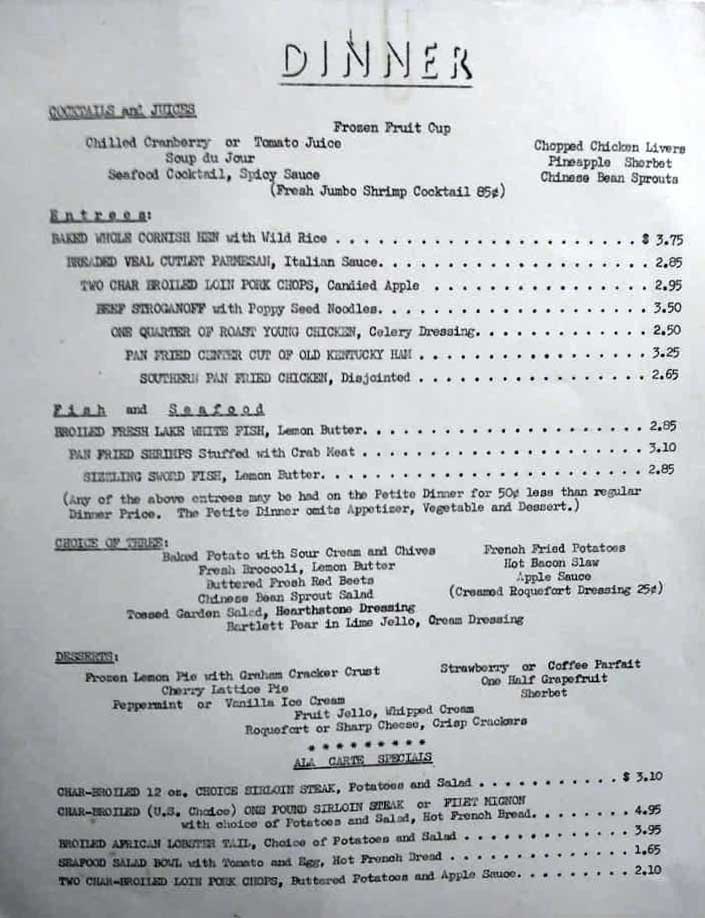 DINNER
COCKTAILS and JUICES
Frozen Fruit Cup
Chilled Cranberry or Tomato Juice
Chopped Chicken Livers
Soup du Jour
Pineapple Sherbet
Seafood Cocktail, Spicy Sauce
Chinese Bean Sprouts
(Fresh Jumbo Shrimp Cocktail 85¢)
Entrees:
BAKED WHOLE CORNISH HEN with Wild Rice . . . . . . . . . . . . . . . . . . . . . . $ 3.75
BREADED VEAL CUTLET PARMESAN, Italian Sauce. . . . . . . . . . . . . . . . . . . 2.85
TWO CHAR BROILED LOIN PORK CHOPS, Candied Apple . . . . . . . . . . . . . . . 2.95
BEEF STROGANOFF with Poppy Seed Noodles. . . . . . . . . . . . . . . . . . . 3.50
ONE QUARTER OF ROAST YOUNG CHICKEN, Celery Dressing. . . . . . . . . . . . 2.50
PAN FRIED CENTER CUT OF OLD KENTUCKY HAM . . . . . . . . . . . . . . . . 3.25
SOUTHERN PAN FRIED CHICKEN, Disjointed . . . . . . . . . . . . . . . . 2.65
Fish and Seafood
BROILED FRESH LAKE WHITE FISH, Lemon Butter. . . . . . . . . . . . . . . . . . . . 2.85
PAN FRIED SHRIMPS Stuffed with Crab Meat . . . . . . . . . . . . . . . . . . . . 3.10
SIZZLING SWORD FISH, Lemon Butter. . . . . . . . . . . . . . . . . . . . . . . 2.85
(Any of the above entrees may be had on the Petite Dinner for 50¢ less than regular
Dinner Price. The Petite Dinner omits Appetizer, Vegetable and Dessert.)
CHOICE OF THREE:
Baked Potato with Sour Cream and Chives
French Fried Potatoes
Fresh Broccoli, Lemon Butter
Hot Bacon Slaw
Buttered Fresh Red Beets
Apple Sauce
Chinese Bean Sprout Salad
(Creamed Roquefort Dressing 25¢)
Tossed Garden Salad, Hearthstone Dressing
Bartlett Pear in Lime Jello, Cream Dressing
DESSERTS:
Frozen Lemon Pie with Graham Cracker Crust
Strawberry or Coffee Parfait
Cherry Lattice Pie
One Half Grapefruit
Peppermint or Vanilla Ice Cream
Sherbet
Fruit Jello, Whipped Cream
Roquefort or Sharp Cheese, Crisp Crackers
* * * * * * * * *
ALA CARTE SPECIALS
CHAR-BROILED 12 oz. CHOICE SIRLOIN STEAK, Potatoes and Salad . . . . . . . . . . . . $ 3.10
CHAR-BROILED (U.S. Choice) ONE POUND SIRLOIN STEAK or FILET MIGNON
with choice of Potatoes and Salad, Hot French Bread. . . . . . . . 4.95
BROILED AFRICAN LOBSTER TAIL, Choice of Potatoes and Salad . . . . . . . . . . . . . 3.95
SEAFOOD SALAD BOWL with Tomato and Egg, Hot French Bread . . . . . . . . . . . . . . 1.65
TWO CHAR-BROILED LOIN PORK CHOPS, Buttered Potatoes and Apple Sauce. . . . . . . . . 2.10